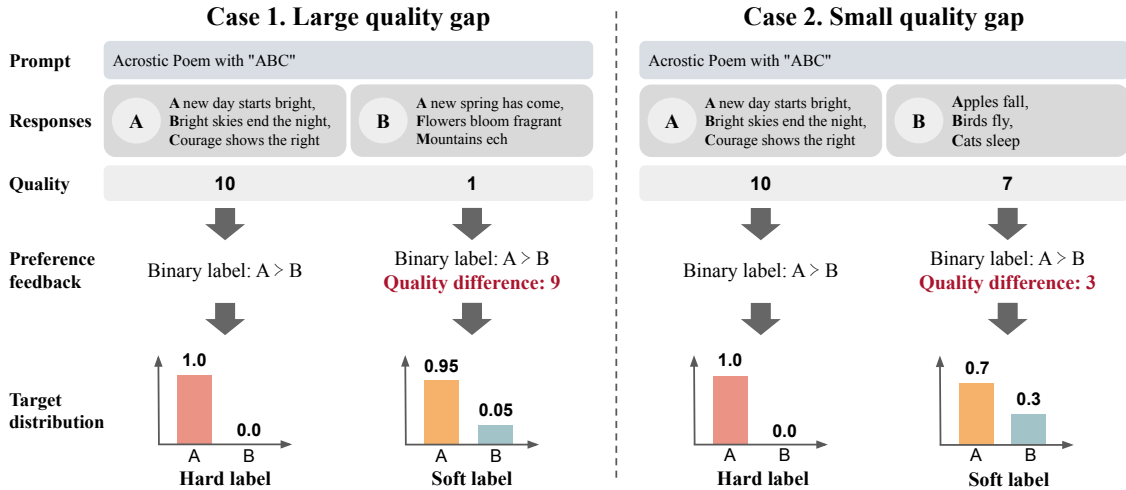 Case 1. Large quality gap
Case 2. Small quality gap
Prompt
Acrostic Poem with "ABC"
Acrostic Poem with "ABC"
Responses
A
A new day starts bright,
Bright skies end the night,
Courage shows the right
B
A new spring has come,
Flowers bloom fragrant
Mountains ech
A
A new day starts bright,
Bright skies end the night,
Courage shows the right
B
Apples fall,
Birds fly,
Cats sleep
Quality
10
1
10
7
Preference
feedback
Binary label: A > B
Binary label: A > B
Quality difference: 9
Binary label: A > B
Binary label: A > B
Quality difference: 3
Target
distribution
1.0
0.0
A
B
Hard label
0.95
0.05
A
B
Soft label
1.0
0.0
A
B
Hard label
0.7
0.3
A
B
Soft label